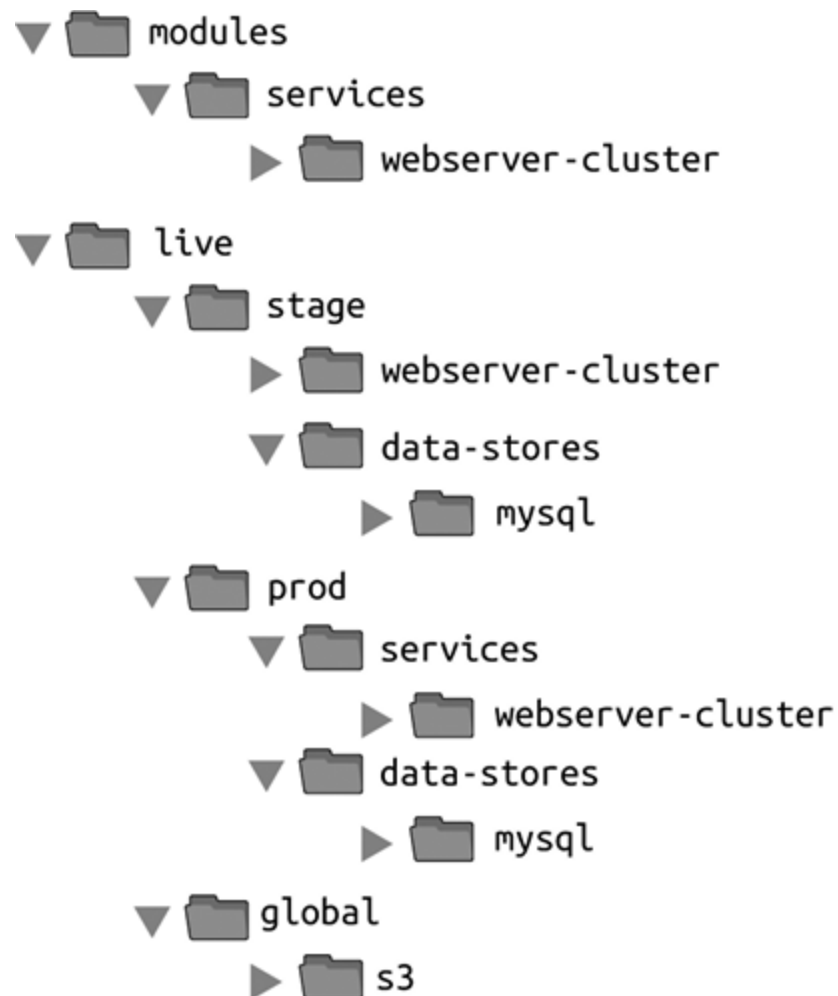 modules
services
webserver-cluster
live
stage
webserver-cluster
data-stores
mysql
prod
services
webserver-cluster
data-stores
mysql
global
s3